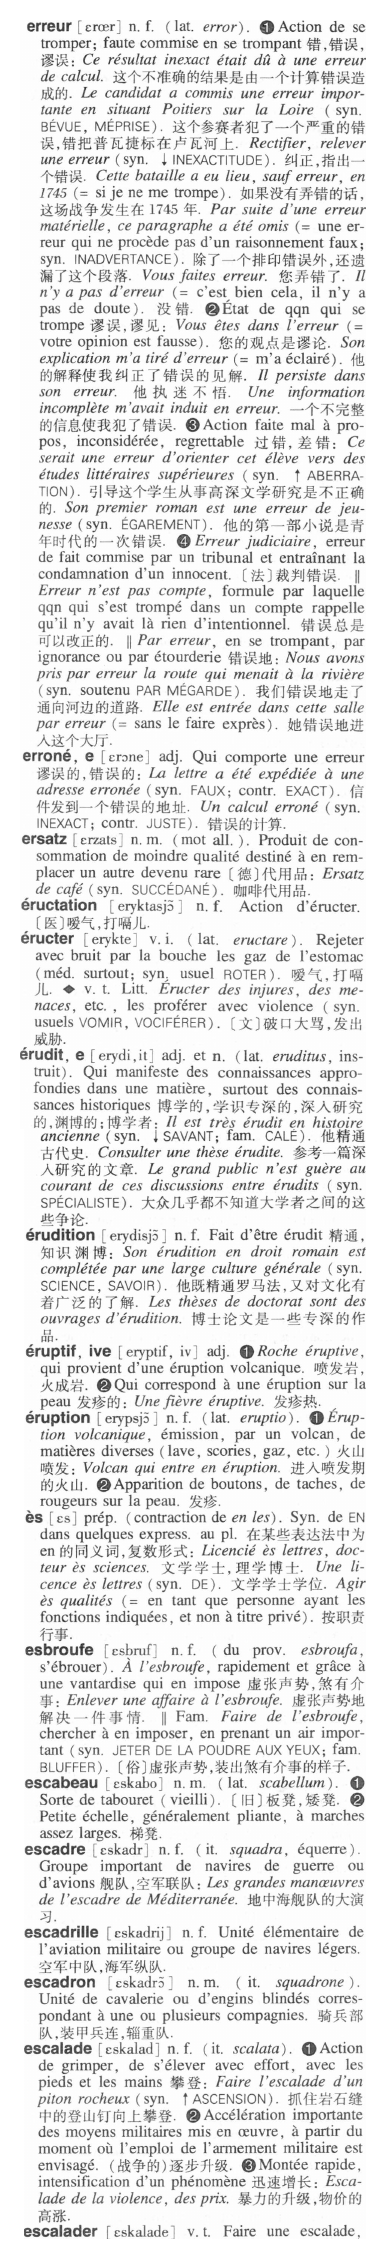 erreur [ɛrœr] n. f. (lat. error). ❶Action de se
tromper; faute commise en se trompant 错,错误,
谬误: Ce résultat inexact était dû à une erreur
de calcul. 这个不准确的结果是由一个计算错误造
成的. Le candidat a commis une erreur impor-
tante en situant Poitiers sur la Loire (syn.
BÉVUE, MÉPRISE). 这个参赛者犯了一个严重的错
误,错把普瓦捷标在卢瓦河上. Rectifier, relever
une erreur (syn. ↓INEXACTITUDE). 纠正,指出一
个错误. Cette bataille a eu lieu, sauf erreur, en
1745 (= si je ne me trompe). 如果没有弄错的话,
这场战争发生在 1745 年. Par suite d'une erreur
matérielle, ce paragraphe a été omis (= une er-
reur qui ne procède pas d'un raisonnement faux;
syn. INADVERTANCE). 除了一个排印错误外,还遗
漏了这个段落. Vous faites erreur. 您弄错了. Il
n'y a pas d'erreur (= c'est bien cela, il n'y a
pas de doute). 没错. ❷État de qqn qui se
trompe 谬误,谬见: Vous êtes dans l'erreur (=
votre opinion est fausse). 您的观点是谬论. Son
explication m'a tiré d'erreur (= m'a éclairé). 他
的解释使我纠正了错误的见解. Il persiste dans
son erreur. 他执迷不悟. Une information
incomplète m'avait induit en erreur. 一个不完整
的信息使我犯了错误. ❸Action faite mal à pro-
pos, inconsidérée, regrettable 过错,差错: Ce
serait une erreur d'orienter cet élève vers des
études littéraires supérieures (syn. ↑ABERRA-
TION). 引导这个学生从事高深文学研究是不正确
的. Son premier roman est une erreur de jeu-
nesse (syn. ÉGAREMENT). 他的第一部小说是青
年时代的一次错误. ❹Erreur judiciaire, erreur
de fait commise par un tribunal et entraînant la
condamnation d'un innocent. 〔法〕裁判错误. ‖
Erreur n'est pas compte, formule par laquelle
qqn qui s'est trompé dans un compte rappelle
qu'il n'y avait là rien d'intentionnel. 错误总是
可以改正的. ‖ Par erreur, en se trompant, par
ignorance ou par étourderie 错误地: Nous avons
pris par erreur la route qui menait à la rivière
(syn. soutenu PAR MÉGARDE). 我们错误地走了
通向河边的道路. Elle est entrée dans cette salle
par erreur (= sans le faire exprès). 她错误地进
入这个大厅.
erroné, e [ɛrɔne] adj. Qui comporte une erreur
谬误的,错误的: La lettre a été expédiée à une
adresse erronée (syn. FAUX; contr. EXACT). 信
件发到一个错误的地址. Un calcul erroné (syn.
INEXACT; contr. JUSTE). 错误的计算.
ersatz [ɛrzats] n. m. (mot all.). Produit de con-
sommation de moindre qualité destiné à en rem-
placer un autre devenu rare 〔德〕代用品: Ersatz
de café (syn. SUCCÉDANÉ). 咖啡代用品.
éructation [eryktasjɔ̃] n. f. Action d'éructer.
〔医〕嗳气,打嗝儿.
éructer [erykte] v. i. (lat. eructare). Rejeter
avec bruit par la bouche les gaz de l'estomac
(méd. surtout; syn. usuel ROTER). 嗳气,打嗝
儿. ◆ v. t. Litt. Éructer des injures, des me-
naces, etc., les proférer avec violence (syn.
usuels VOMIR, VOCIFÉRER). 〔文〕破口大骂,发出
威胁.
érudit, e [erydi,it] adj. et n. (lat. eruditus, ins-
truit). Qui manifeste des connaissances appro-
fondies dans une matière, surtout des connais-
sances historiques 博学的,学识专深的,深入研究
的,渊博的;博学者: Il est très érudit en histoire
ancienne (syn. ↓SAVANT; fam. CALÉ). 他精通
古代史. Consulter une thèse érudite. 参考一篇深
入研究的文章. Le grand public n'est guère au
courant de ces discussions entre érudits (syn.
SPÉCIALISTE). 大众几乎都不知道大学者之间的这
些争论.
érudition [erydisjɔ̃] n. f. Fait d'être érudit 精通,
知识渊博: Son érudition en droit romain est
complétée par une large culture générale (syn.
SCIENCE, SAVOIR). 他既精通罗马法,又对文化有
着广泛的了解. Les thèses de doctorat sont des
ouvrages d'érudition. 博士论文是一些专深的作
品.
éruptif, ive [eryptif, iv] adj. ❶Roche éruptive,
qui provient d'une éruption volcanique. 喷发岩,
火成岩. ❷Qui correspond à une éruption sur la
peau 发疹的: Une fièvre éruptive. 发疹热.
éruption [erypsjɔ̃] n. f. (lat. eruptio). ❶Érup-
tion volcanique, émission, par un volcan, de
matières diverses (lave, scories, gaz, etc.) 火山
喷发: Volcan qui entre en éruption. 进入喷发期
的火山. ❷Apparition de boutons, de taches, de
rougeurs sur la peau. 发疹.
ès [ɛs] prép. (contraction de en les). Syn. de EN
dans quelques express. au pl. 在某些表达法中为
en 的同义词,复数形式: Licencié ès lettres, doc-
teur ès sciences. 文学学士,理学博士. Une li-
cence ès lettres (syn. DE). 文学学士学位. Agir
ès qualités (= en tant que personne ayant les
fonctions indiquées, et non à titre privé). 按职责
行事.
esbroufe [ɛsbruf] n. f. (du prov. esbroufa,
s'ébrouer). À l'esbroufe, rapidement et grâce à
une vantardise qui en impose 虚张声势,煞有介
事: Enlever une affaire à l'esbroufe. 虚张声势地
解决一件事情. ‖ Fam. Faire de l'esbroufe,
chercher à en imposer, en prenant un air impor-
tant (syn. JETER DE LA POUDRE AUX YEUX; fam.
BLUFFER). 〔俗〕虚张声势,装出煞有介事的样子.
escabeau [ɛskabo] n. m. (lat. scabellum). ❶
Sorte de tabouret (vieilli). 〔旧〕板凳,矮凳. ❷
Petite échelle, généralement pliante, à marches
assez larges. 梯凳.
escadre [ɛskadr] n. f. (it. squadra, équerre).
Groupe important de navires de guerre ou
d'avions 舰队,空军联队: Les grandes manœuvres
de l'escadre de Méditerranée. 地中海舰队的大演
习.
escadrille [ɛskadrij] n. f. Unité élémentaire de
l'aviation militaire ou groupe de navires légers.
空军中队,海军纵队.
escadron [ɛskadrɔ̃] n. m. (it. squadrone).
Unité de cavalerie ou d'engins blindés corres-
pondant à une ou plusieurs compagnies. 骑兵部
队,装甲兵连,辎重队.
escalade [ɛskalad] n. f. (it. scalata). ❶Action
de grimper, de s'élever avec effort, avec les
pieds et les mains 攀登: Faire l'escalade d'un
piton rocheux (syn. ↑ASCENSION). 抓住岩石缝
中的登山钉向上攀登. ❷Accélération importante
des moyens militaires mis en œuvre, à partir du
moment où l'emploi de l'armement militaire est
envisagé. (战争的)逐步升级. ❸Montée rapide,
intensification d'un phénomène 迅速增长: Esca-
lade de la violence, des prix. 暴力的升级,物价的
高涨.
escalader [ɛskalade] v. t. Faire une escalade,